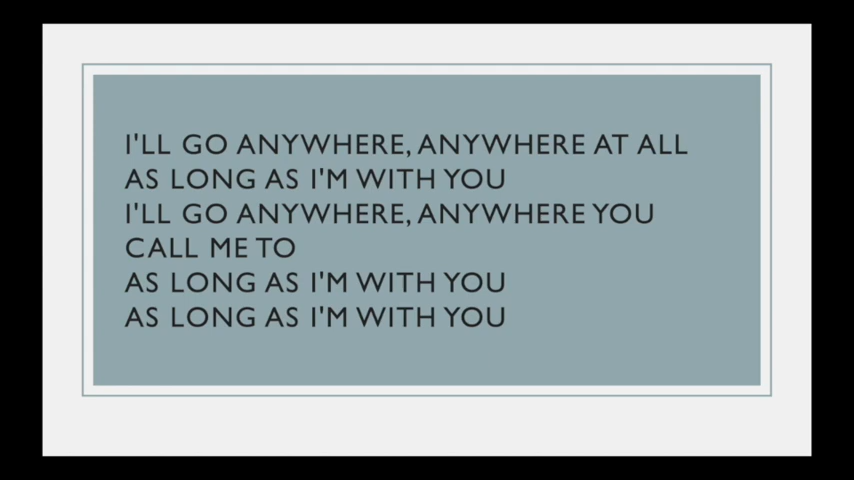 I'LL GO ANYWHERE, ANYWHERE AT ALL
AS LONG AS I'M WITH YOU
I'LL GO ANYWHERE, ANYWHERE YOU
CALL ME TO
AS LONG AS I'M WITH YOU
AS LONG AS I'M WITH YOU